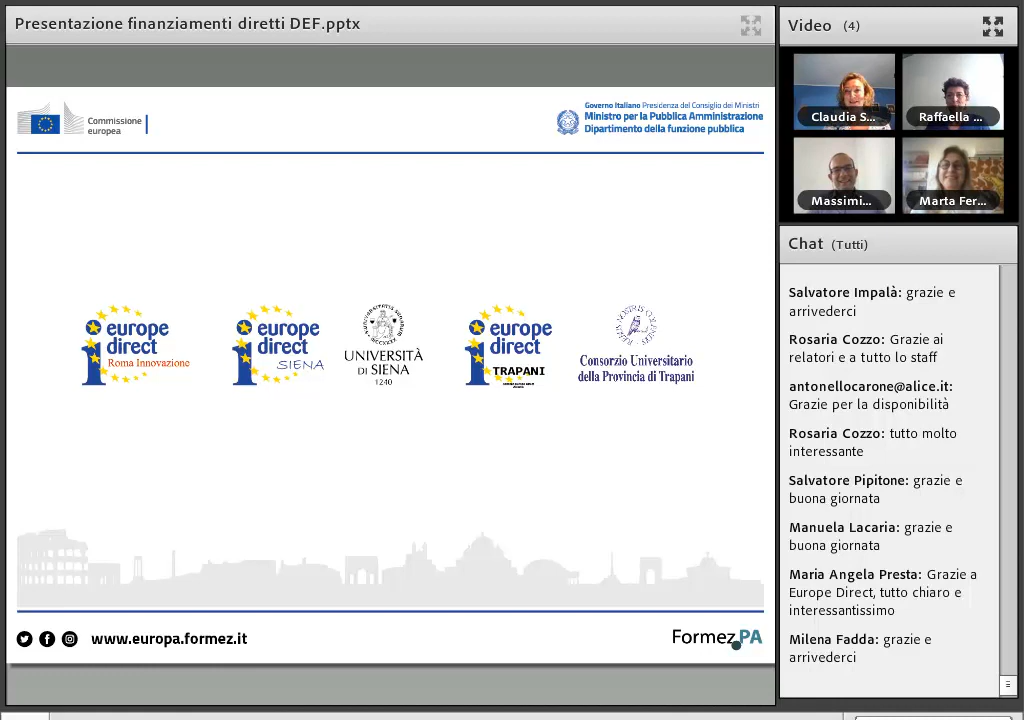 Presentazione finanziamenti diretti DEF.pptx
Commissione
europea
Governo Italiano Presidenza del Consiglio dei Ministri
Ministro per la Pubblica Amministrazione
Dipartimento della funzione pubblica
europe
direct
Roma Innovazione
europe
direct
SIENA
UNIVERSITÀ
DI SIENA
1240
europe
direct
TRAPANI
Consorzio Universitario
della Provincia di Trapani
www.europa.formez.it
Formez PA
Video (4)
Claudia S...
Raffaella ...
Massimi...
Marta Fer...
Chat (Tutti)
Salvatore Impalà: grazie e
arrivederci
Rosaria Cozzo: Grazie ai
relatori e a tutto lo staff
antonellocarone@alice.it:
Grazie per la disponibilità
Rosaria Cozzo: tutto molto
interessante
Salvatore Pipitone: grazie e
buona giornata
Manuela Lacaria: grazie e
buona giornata
Maria Angela Presta: Grazie a
Europe Direct, tutto chiaro e
interessantissimo
Milena Fadda: grazie e
arrivederci